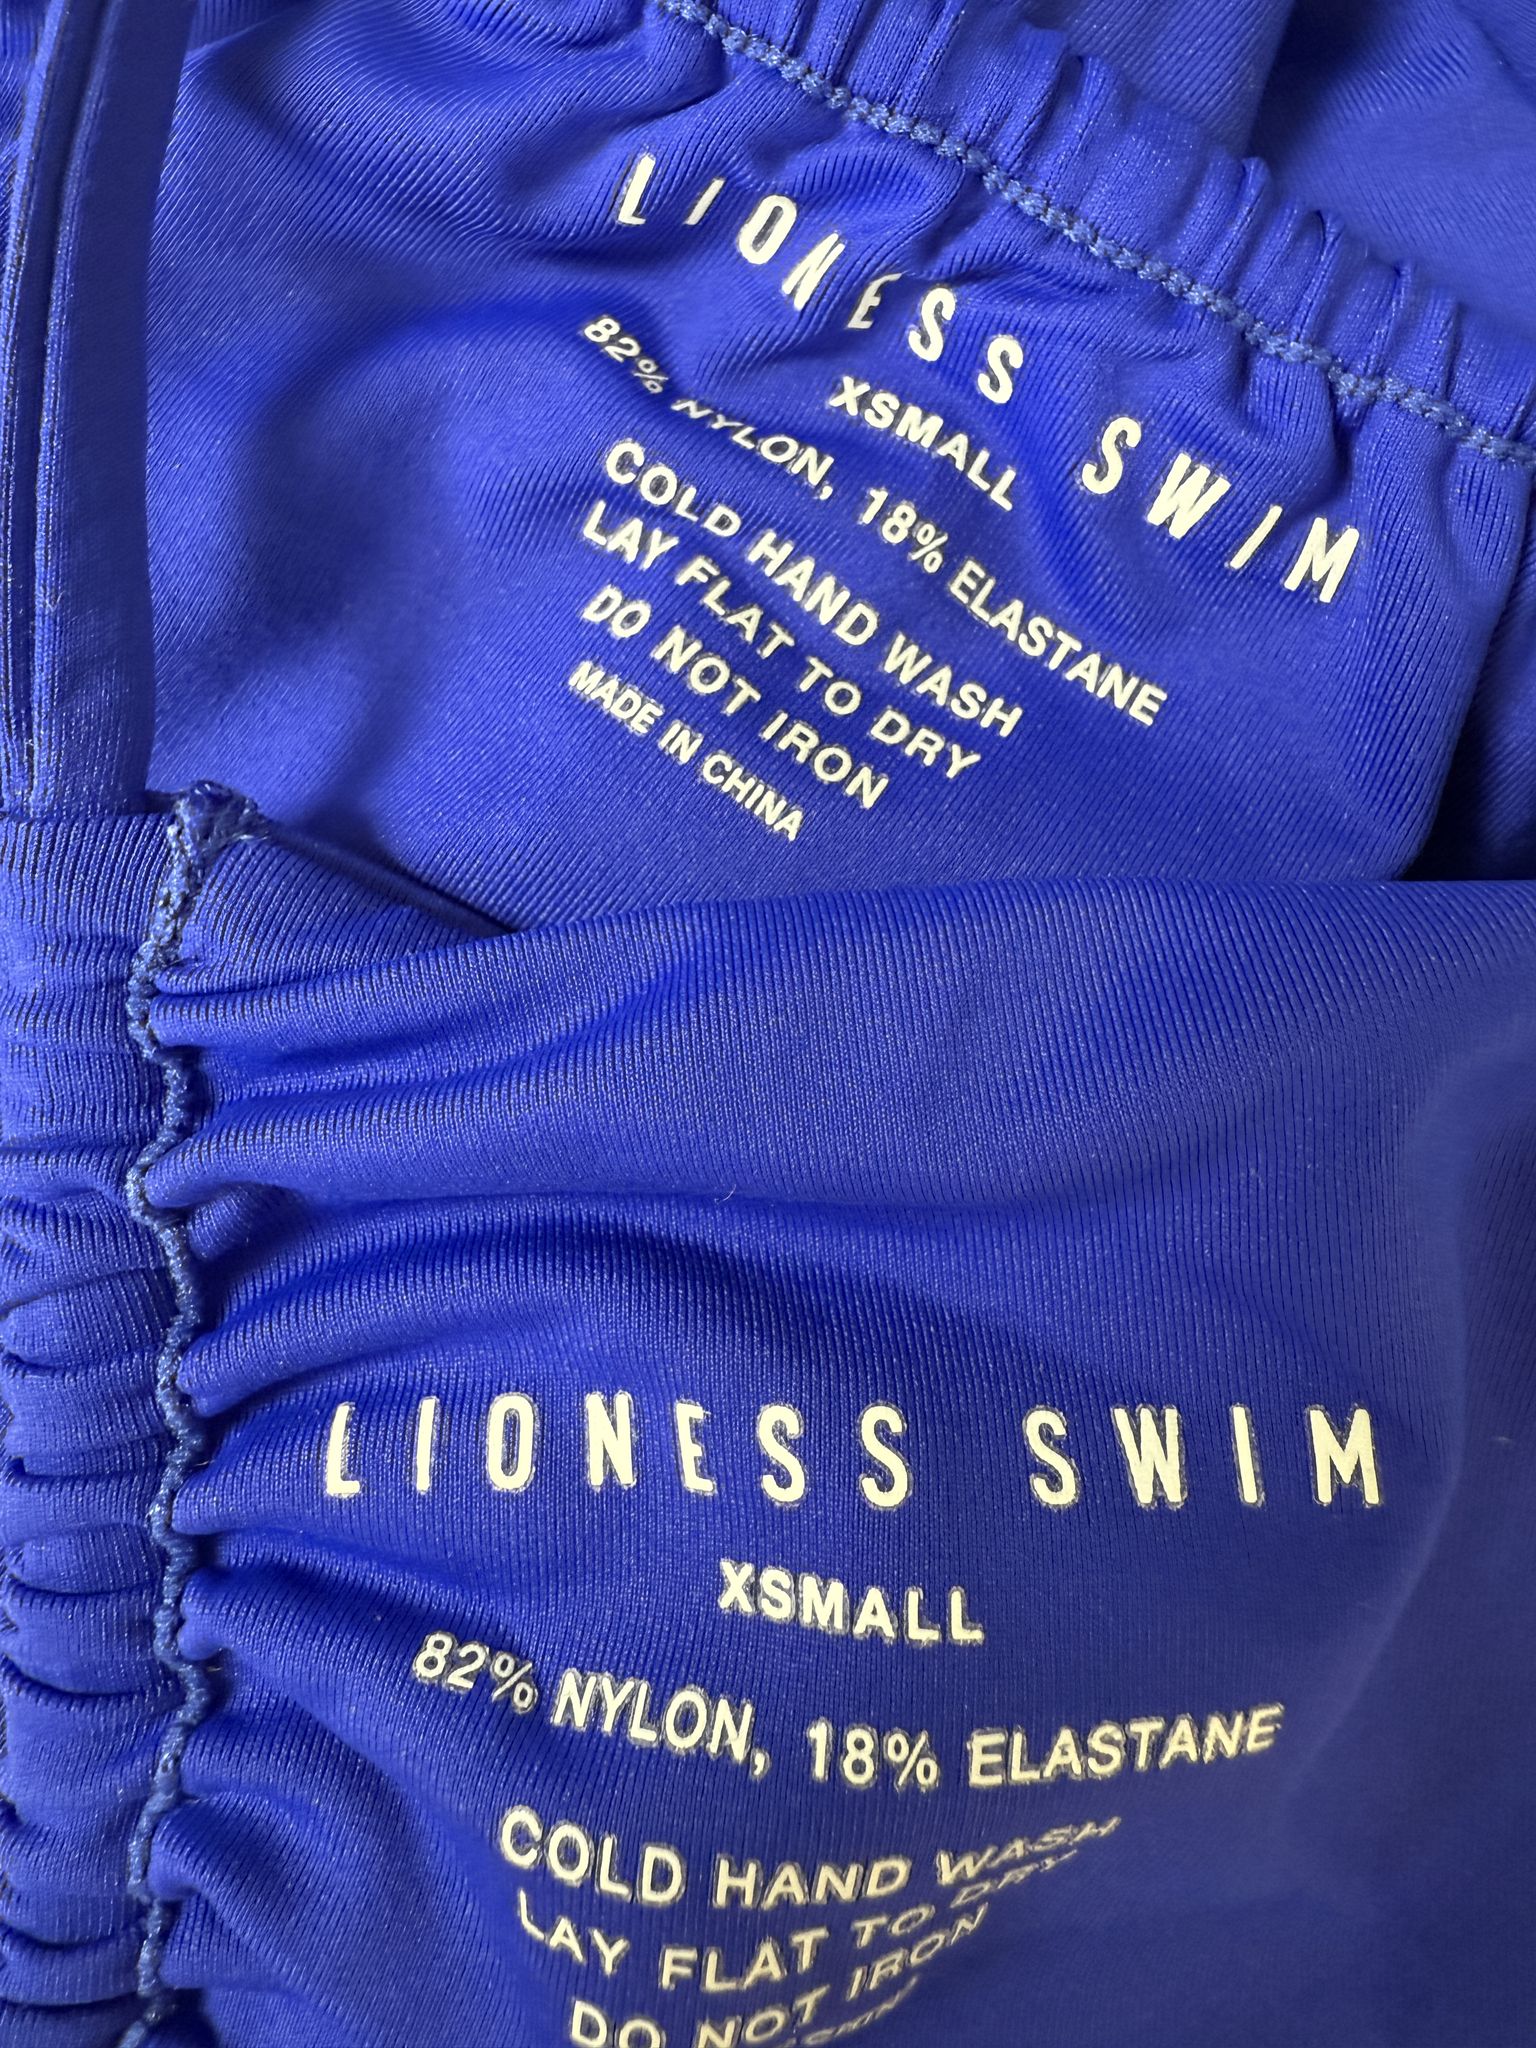 LIONESS SWIM
XSMALL
82% NYLON, 18% ELASTANE
COLD HAND WASH
LAY FLAT TO DRY
DO NOT IRON
MADE IN CHINA
LIONESS SWIM
XSMALL
82% NYLON, 18% ELASTANE
COLD HAND WASH
LAY FLAT TO DRY
DO NOT IRON